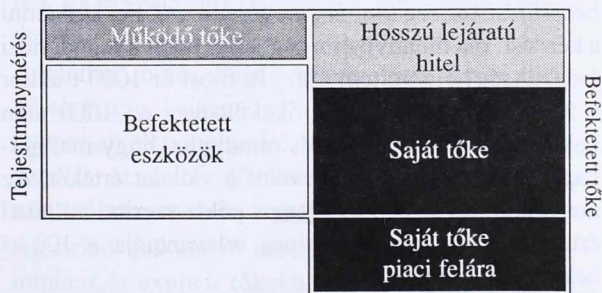 Teljesítménymérés
Működő tőke
Befektetett
eszközök
Hosszú lejáratú
hitel
Saját tőke
Saját tőke
piaci felára
Befektetett tőke